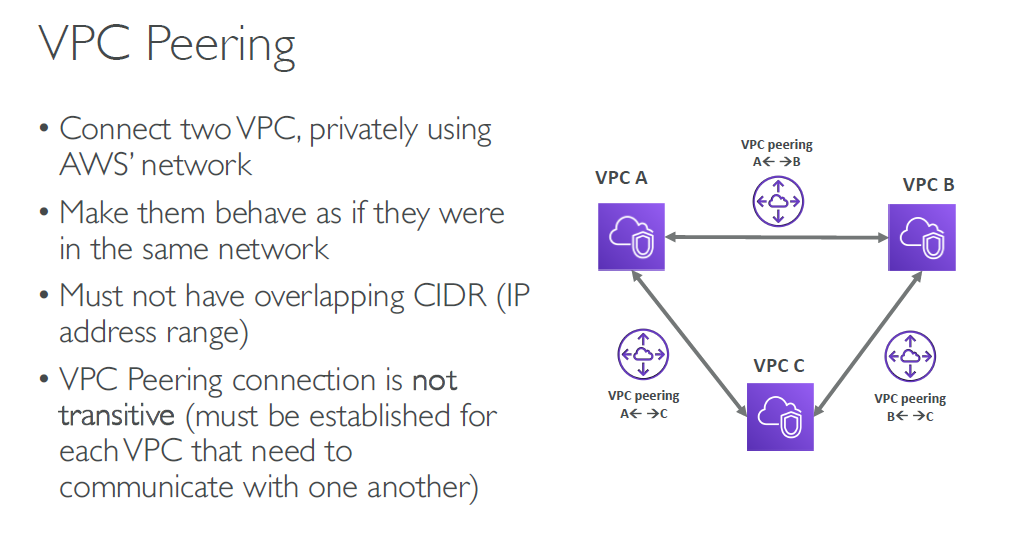 VPC Peering
• Connect two VPC, privately using
AWS’ network
• Make them behave as if they were
in the same network
• Must not have overlapping CIDR (IP
address range)
• VPC Peering connection is not
transitive (must be established for
each VPC that need to
communicate with one another)
VPC peering
A← →B
VPC A
VPC B
VPC peering
A← →C
VPC C
VPC peering
B← →C